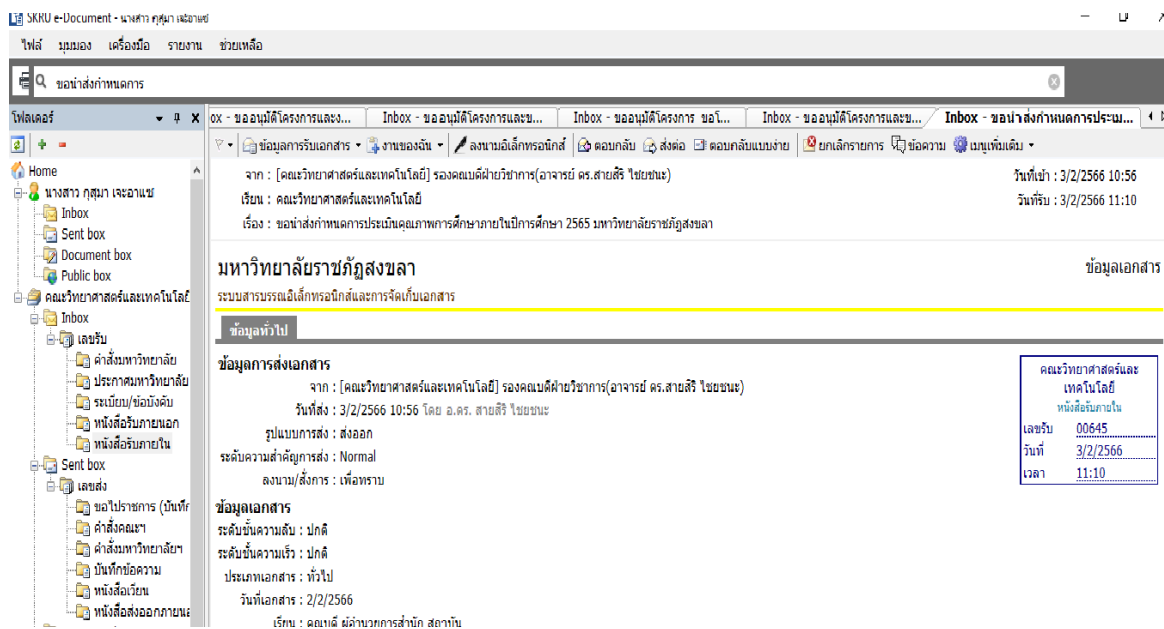 SKRU e-Document - นางสาว กุสุมา เจะอาแซ
ไฟล์ มุมมอง เครื่องมือ รายงาน ช่วยเหลือ
ขอนำส่งกำหนดการ
โฟลเดอร์
ox - ขออนุมัติโครงการและง... Inbox - ขออนุมัติโครงการและข... Inbox - ขออนุมัติโครงการ ขอโ... Inbox - ขออนุมัติโครงการและข... Inbox - ขอนำส่งกำหนดการประเม...
ข้อมูลการรับเอกสาร งานของฉัน ลงนามอิเล็กทรอนิกส์ ตอบกลับ ส่งต่อ ตอบกลับแบบง่าย ยกเลิกรายการ ข้อความ เมนูเพิ่มเติม
Home
นางสาว กุสุมา เจะอาแซ
Inbox
Sent box
Document box
Public box
คณะวิทยาศาสตร์และเทคโนโลยี
Inbox
เลขรับ
คำสั่งมหาวิทยาลัย
ประกาศมหาวิทยาลัย
ระเบียบ/ข้อบังคับ
หนังสือรับภายนอก
หนังสือรับภายใน
Sent box
เลขส่ง
ขอไปราชการ (บันทึก
คำสั่งคณะฯ
คำสั่งมหาวิทยาลัยฯ
บันทึกข้อความ
หนังสือเวียน
หนังสือส่งออกภายนอ
จาก : [คณะวิทยาศาสตร์และเทคโนโลยี] รองคณบดีฝ่ายวิชาการ(อาจารย์ ดร.สายสิริ ไชยชนะ) วันที่เข้า : 3/2/2566 10:56
เรียน : คณะวิทยาศาสตร์และเทคโนโลยี วันที่รับ : 3/2/2566 11:10
เรื่อง : ขอนำส่งกำหนดการประเมินคุณภาพการศึกษาภายในปีการศึกษา 2565 มหาวิทยาลัยราชภัฏสงขลา
มหาวิทยาลัยราชภัฏสงขลา ข้อมูลเอกสาร
ระบบสารบรรณอิเล็กทรอนิกส์และการจัดเก็บเอกสาร
ข้อมูลทั่วไป
ข้อมูลการส่งเอกสาร
จาก : [คณะวิทยาศาสตร์และเทคโนโลยี] รองคณบดีฝ่ายวิชาการ(อาจารย์ ดร.สายสิริ ไชยชนะ)
วันที่ส่ง : 3/2/2566 10:56 โดย อ.ดร. สายสิริ ไชยชนะ
รูปแบบการส่ง : ส่งออก
ระดับความสำคัญการส่ง : Normal
ลงนาม/สั่งการ : เพื่อทราบ
คณะวิทยาศาสตร์และ
เทคโนโลยี
หนังสือรับภายใน
เลขรับ 00645
วันที่ 3/2/2566
เวลา 11:10
ข้อมูลเอกสาร
ระดับชั้นความลับ : ปกติ
ระดับชั้นความเร็ว : ปกติ
ประเภทเอกสาร : ทั่วไป
วันที่เอกสาร : 2/2/2566
เรียน : คณบดี ผู้อำนวยการสำนัก สถาบัน